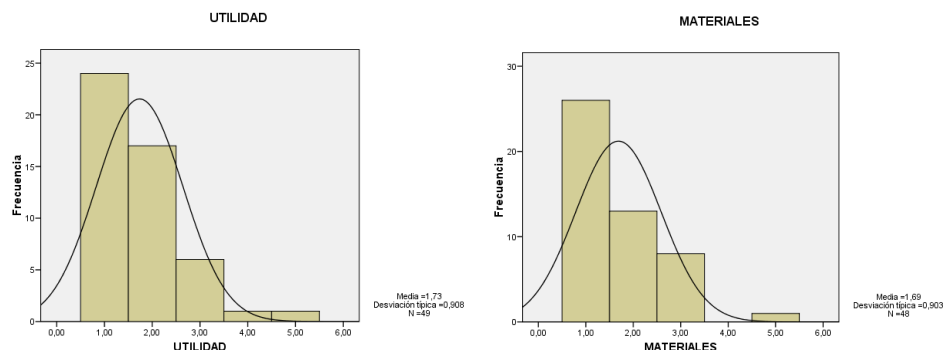 UTILIDAD
25
20
15
10
5
0
Frecuencia
0,00 1,00 2,00 3,00 4,00 5,00 6,00
UTILIDAD
Media =1,73
Desviación típica =0,908
N =49
MATERIALES
30
20
10
0
Frecuencia
0,00 1,00 2,00 3,00 4,00 5,00 6,00
MATERIALES
Media =1,69
Desviación típica =0,903
N =48